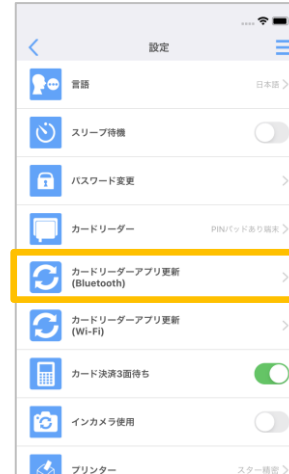 設定
言語 日本語
スリープ待機
パスワード変更
カードリーダー PINパッドあり端末
カードリーダーアプリ更新
(Bluetooth)
カードリーダーアプリ更新
(Wi-Fi)
カード決済3面待ち
インカメラ使用
プリンター スター精密